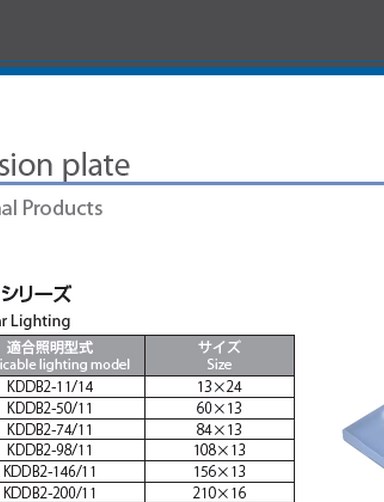 sion plate
al Products
シリーズ
r Lighting
適合照明型式 サイズ
icable lighting model Size
KDDB2-11/14 13×24
KDDB2-50/11 60×13
KDDB2-74/11 84×13
KDDB2-98/11 108×13
KDDB2-146/11 156×13
KDDB2-200/11 210×16